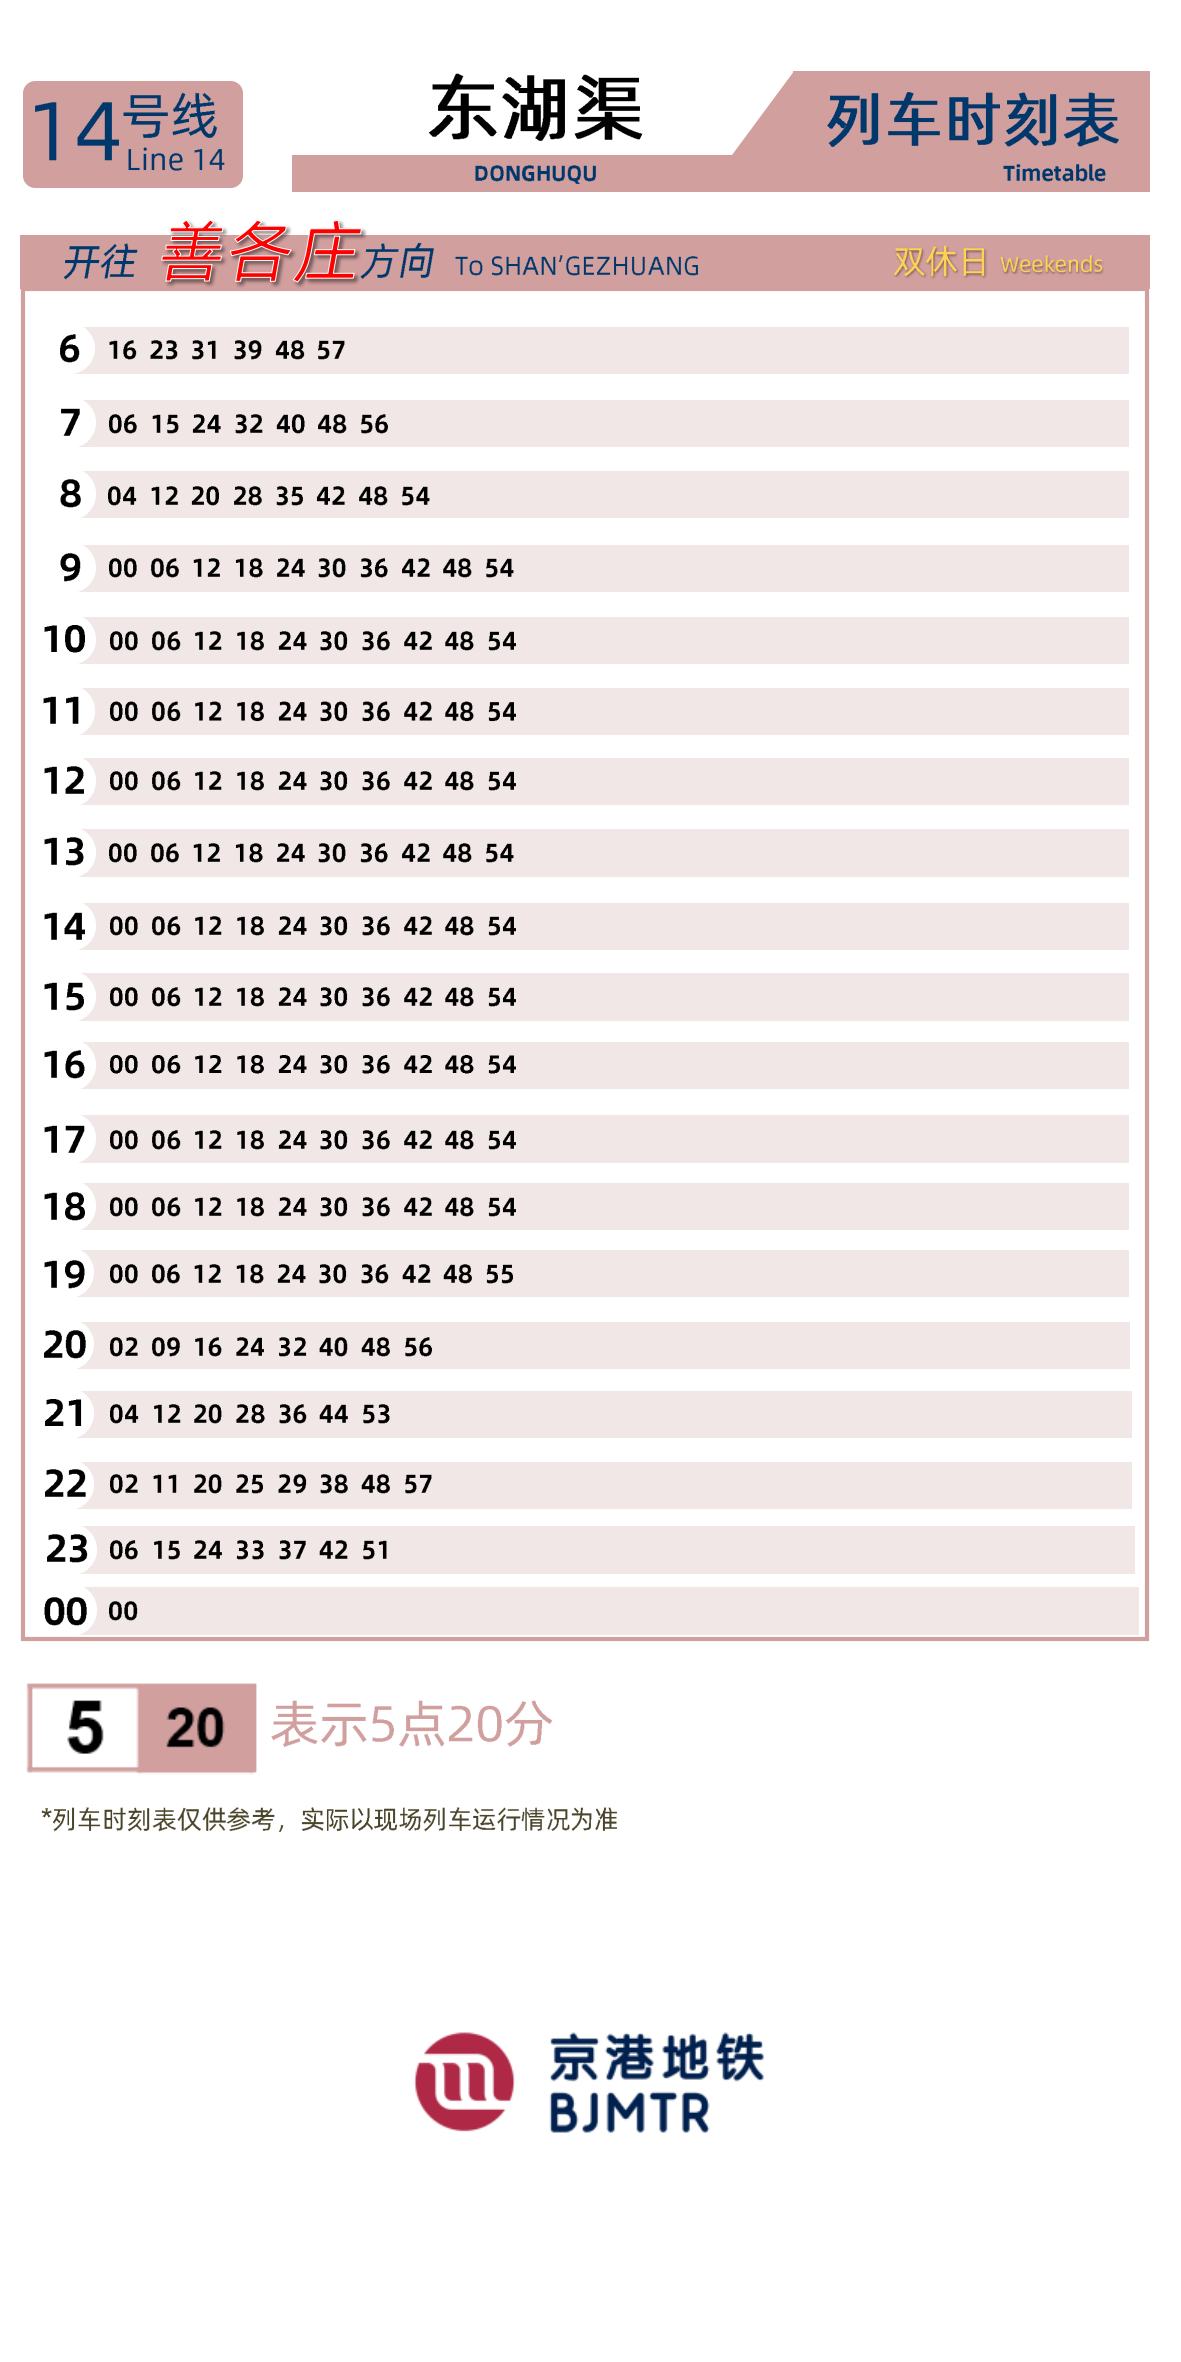 14号线
Line 14
东湖渠
DONGHUQU
列车时刻表
Timetable
开往 善各庄方向 To SHAN'GEZHUANG 双休日 Weekends
6 16 23 31 39 48 57
7 06 15 24 32 40 48 56
8 04 12 20 28 35 42 48 54
9 00 06 12 18 24 30 36 42 48 54
10 00 06 12 18 24 30 36 42 48 54
11 00 06 12 18 24 30 36 42 48 54
12 00 06 12 18 24 30 36 42 48 54
13 00 06 12 18 24 30 36 42 48 54
14 00 06 12 18 24 30 36 42 48 54
15 00 06 12 18 24 30 36 42 48 54
16 00 06 12 18 24 30 36 42 48 54
17 00 06 12 18 24 30 36 42 48 54
18 00 06 12 18 24 30 36 42 48 54
19 00 06 12 18 24 30 36 42 48 55
20 02 09 16 24 32 40 48 56
21 04 12 20 28 36 44 53
22 02 11 20 25 29 38 48 57
23 06 15 24 33 37 42 51
00 00
5 20 表示5点20分
*列车时刻表仅供参考，实际以现场列车运行情况为准
京港地铁
BJMTR